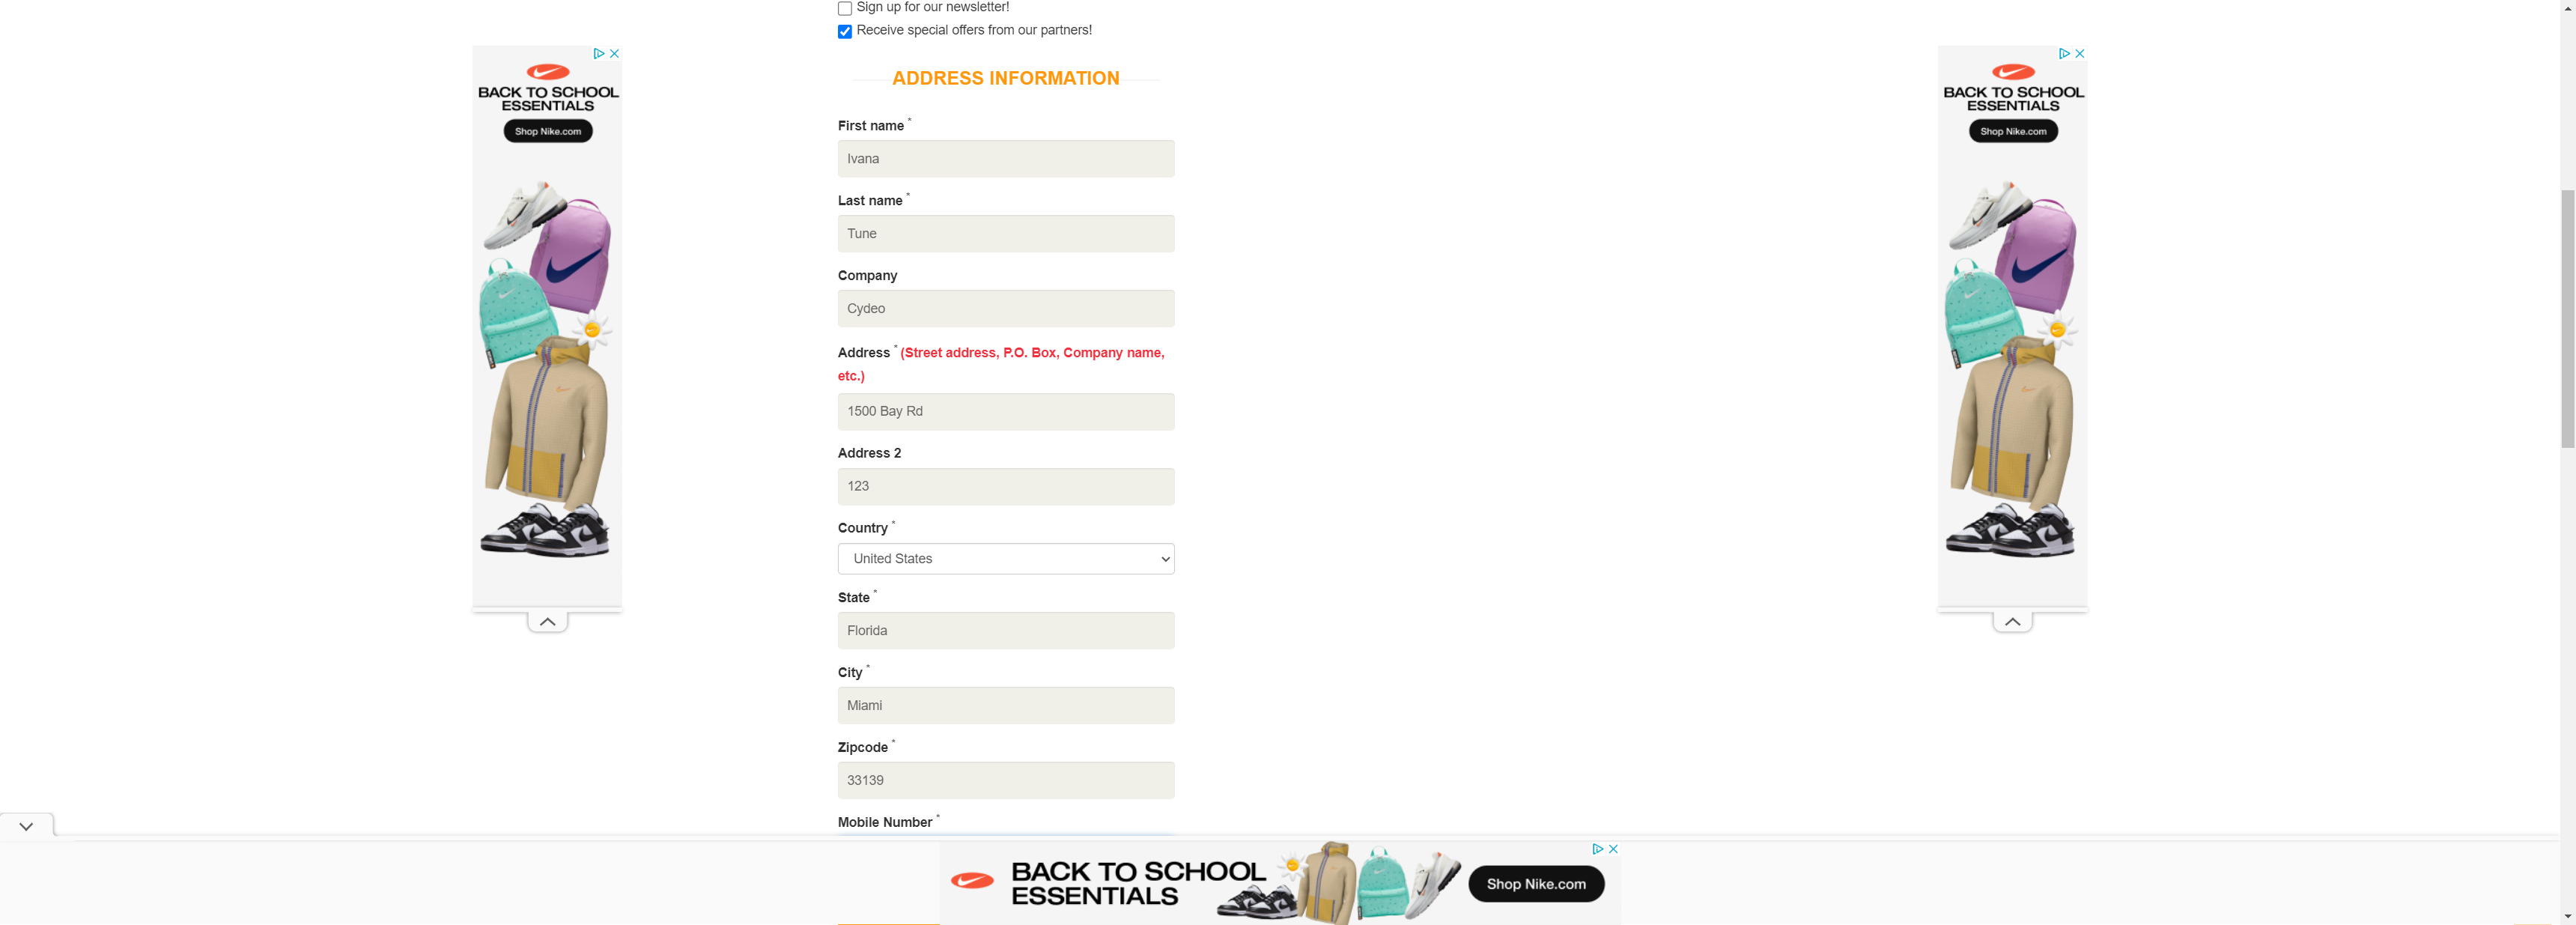 Sign up for our newsletter!
Receive special offers from our partners!
ADDRESS INFORMATION
First name *
Ivana
Last name *
Tune
Company
Cydeo
Address * (Street address, P.O. Box, Company name,
etc.)
1500 Bay Rd
Address 2
123
Country *
United States
State *
Florida
City *
Miami
Zipcode *
33139
Mobile Number *
BACK TO SCHOOL
ESSENTIALS
Shop Nike.com
BACK TO SCHOOL
ESSENTIALS
Shop Nike.com
BACK TO SCHOOL
ESSENTIALS
Shop Nike.com